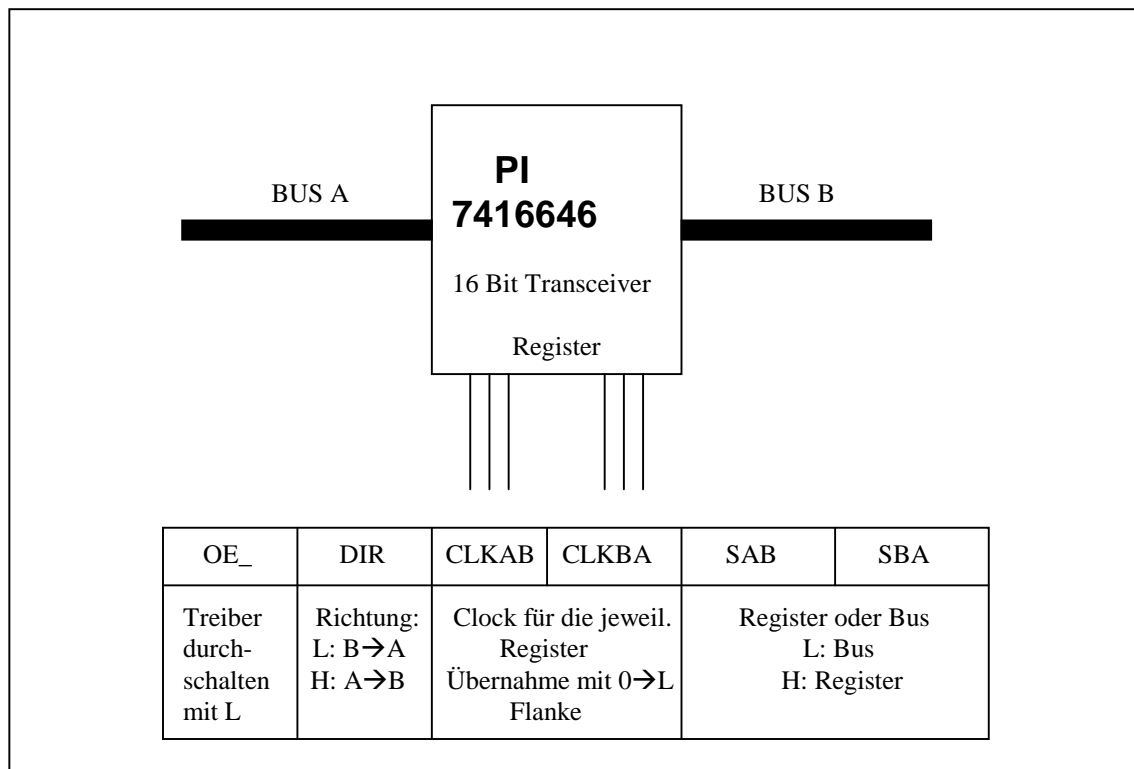 PI
7416646
BUS A
BUS B
16 Bit Transceiver
Register
OE_
DIR
CLKAB
CLKBA
SAB
SBA
Treiber
durch-
schalten
mit L
Richtung:
L: B→A
H: A→B
Clock für die jeweil.
Register
Übernahme mit 0→L
Flanke
Register oder Bus
L: Bus
H: Register